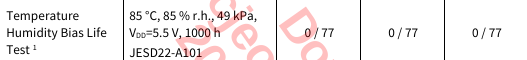 Temperature Humidity Bias Life Test ¹
85 °C, 85 % r.h., 49 kPa, VDD=5.5 V, 1000 h JESD22-A101
0 / 77
0 / 77
0 / 77